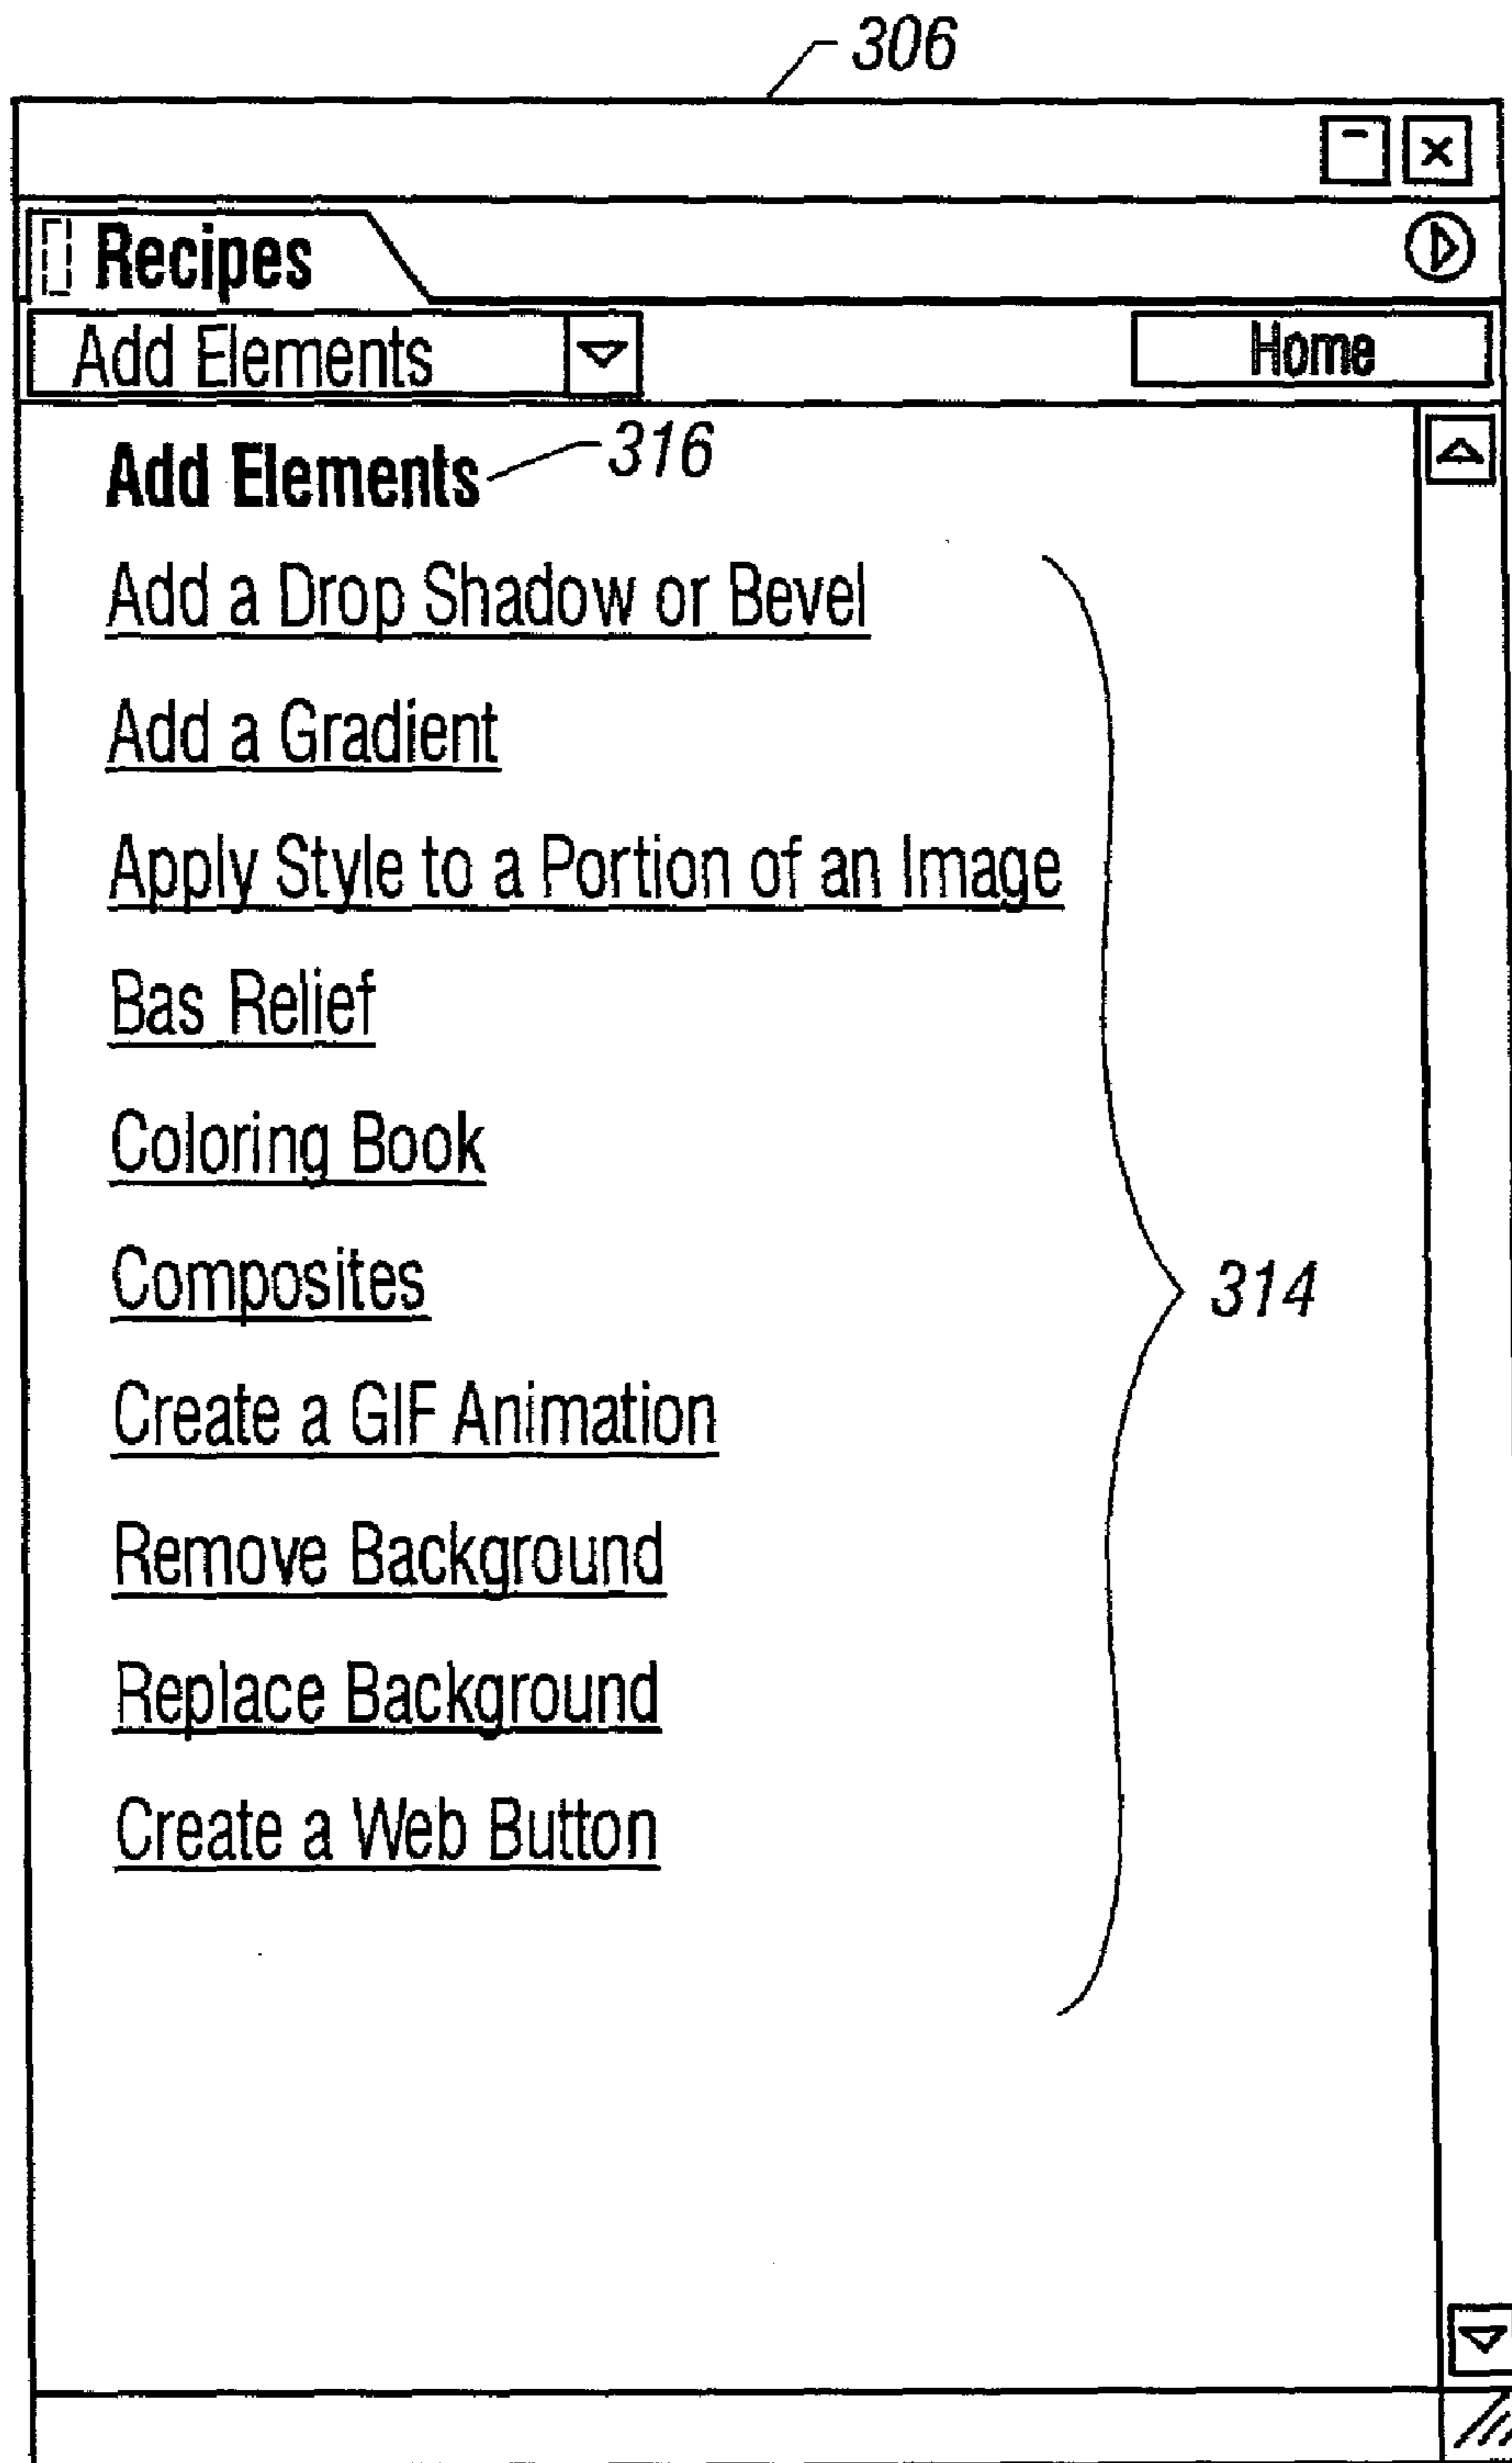 306
Recipes
Add Elements
Home
Add Elements
316
Add a Drop Shadow or Bevel
Add a Gradient
Apply Style to a Portion of an Image
Bas Relief
Coloring Book
Composites
314
Create a GIF Animation
Remove Background
Replace Background
Create a Web Button